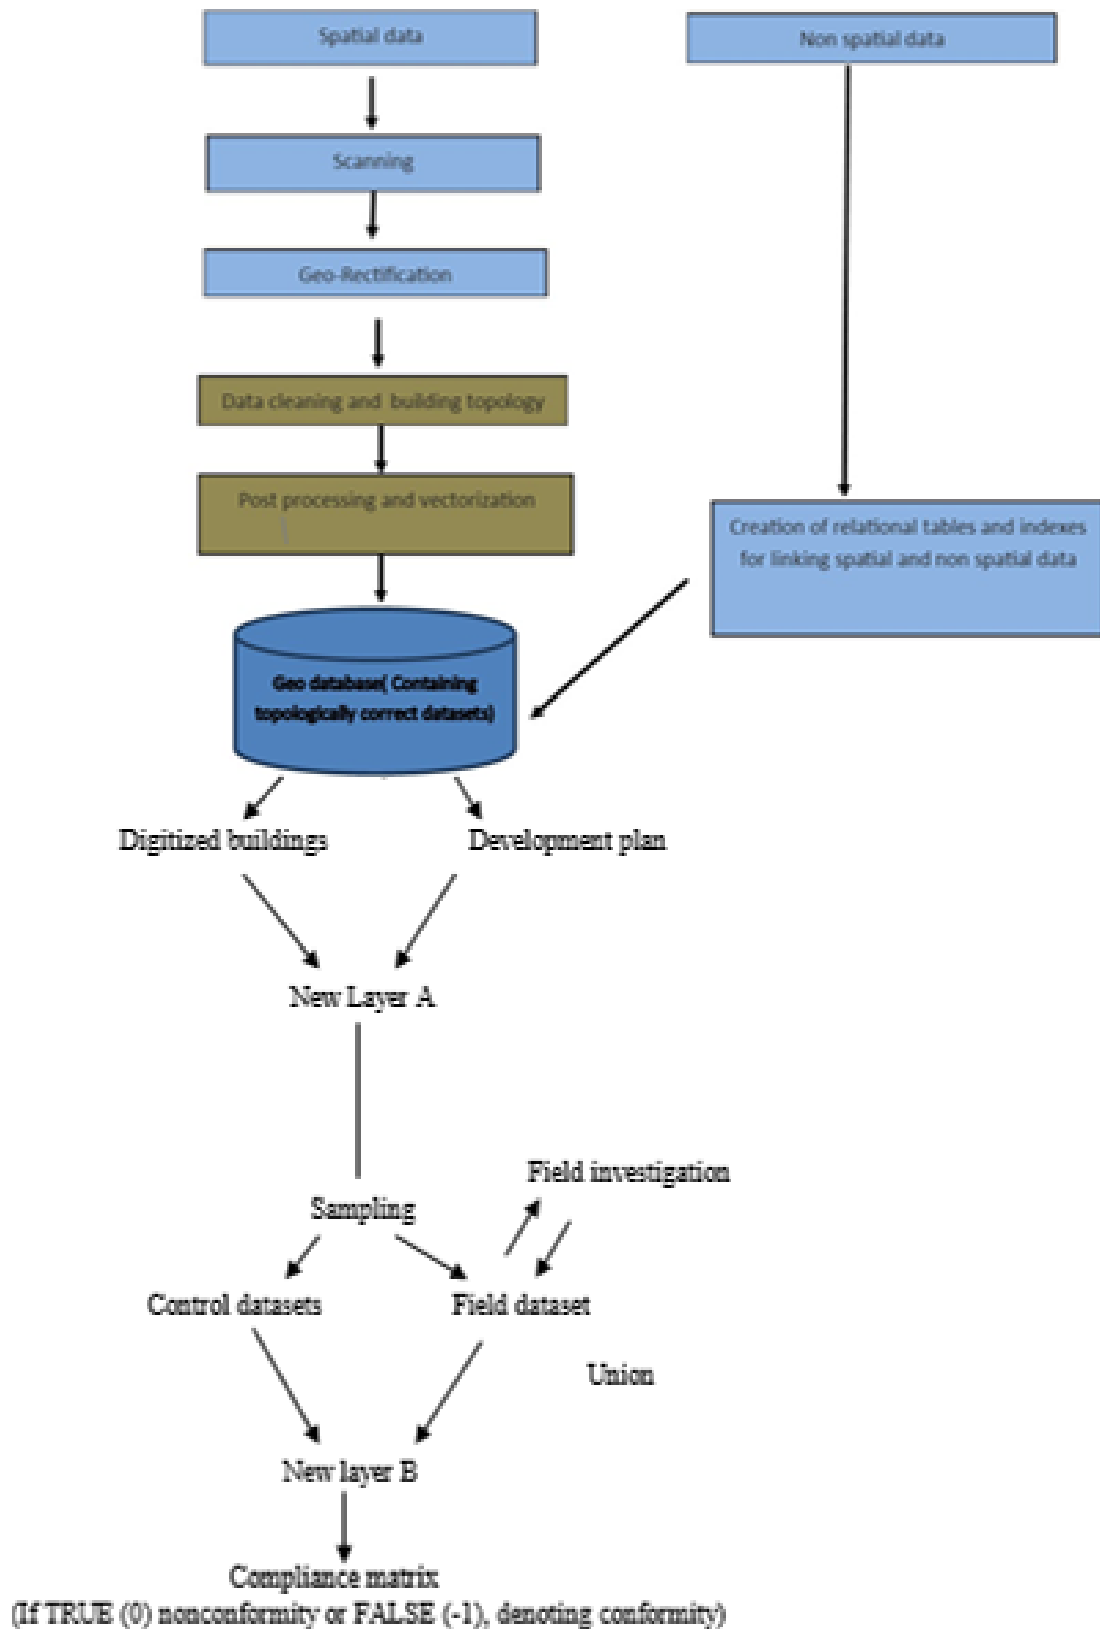 Spatial data
Non spatial data
Scanning
Geo-Rectification
Data cleaning and building topology
Post processing and vectorization
Creation of relational tables and indexes
for linking spatial and non spatial data
Geo database( Containing
topologically correct datasets)
Digitized buildings
Development plan
New Layer A
Field investigation
Sampling
Control datasets
Field dataset
Union
New layer B
Compliance matrix
(If TRUE (0) nonconformity or FALSE (-1), denoting conformity)